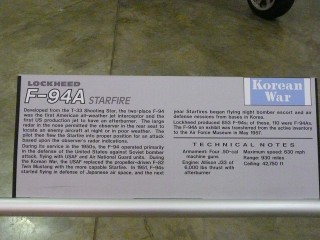 LOCKHEED
F-94A STARFIRE
Korean
War
Developed from the T-33 Shooting Star, the two-place F-94
was the first American all-weather jet interceptor and the
first US production jet to have an afterburner. The large
radar in the nose permitted the observer in the rear seat to
locate an enemy aircraft at night or in poor weather. The
pilot then flew the Starfire into proper position for an attack
based upon the observer's radar indications.
During its service in the 1950s, the F-94 operated primarily
in the defense of the United States against Soviet bomber
attack, flying with USAF and Air National Guard units. During
the Korean War, the USAF replaced the propeller-driven F-82
Twin Mustang with the more capable Starfire. In 1951, F-94s
started flying in defense of Japanese air space, and the next
year Starfires began flying night bomber escort and air
defense missions from bases in Korea.
Lockheed produced 853 F-94s; of these, 110 were F-94As.
The F-94A on exhibit was transferred from the active inventory
to the Air Force Museum in May 1957.
TECHNICAL NOTES
Armament: Four .50-cal
machine guns
Engine: Allison J33 of
6,000 lbs thrust with
afterburner
Maximum speed: 630 mph
Range: 930 miles
Ceiling: 42,750 ft